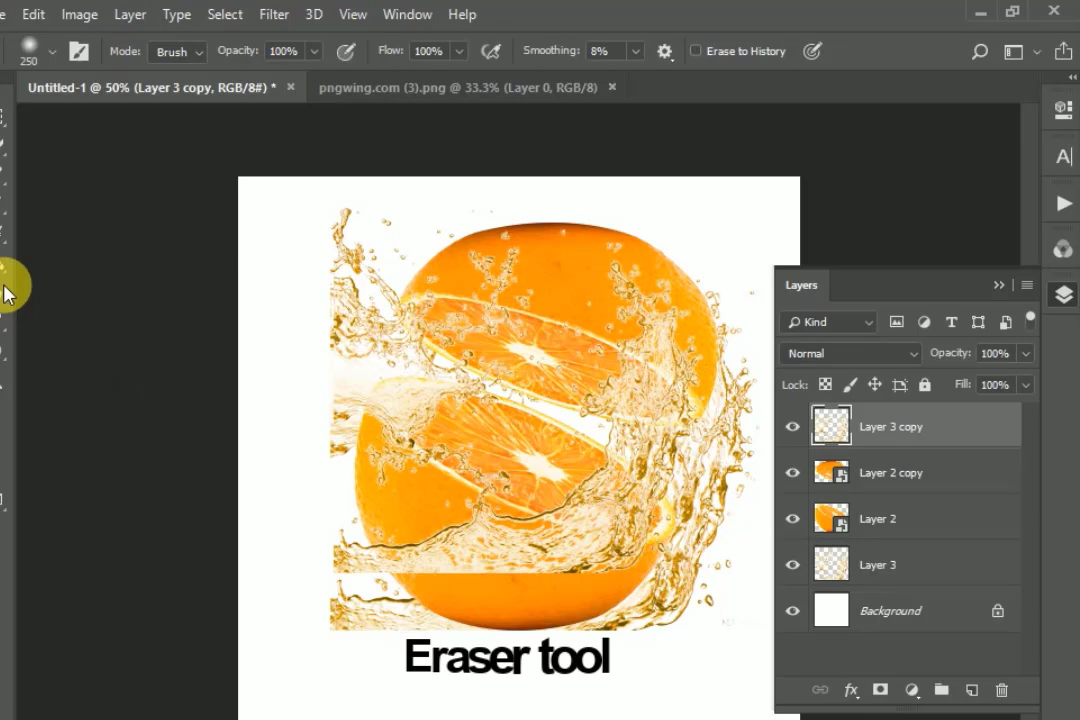 Edit Image Layer Type Select Filter 3D View Window Help
250 Mode: Brush Opacity: 100% Flow: 100% Smoothing: 8% Erase to History
Untitled-1 @ 50% (Layer 3 copy, RGB/8#) * × pngwing.com (3).png @ 33.3% (Layer 0, RGB/8) ×
Layers
Kind
Normal Opacity: 100%
Lock: Fill: 100%
Layer 3 copy
Layer 2 copy
Layer 2
Layer 3
Background
Eraser tool